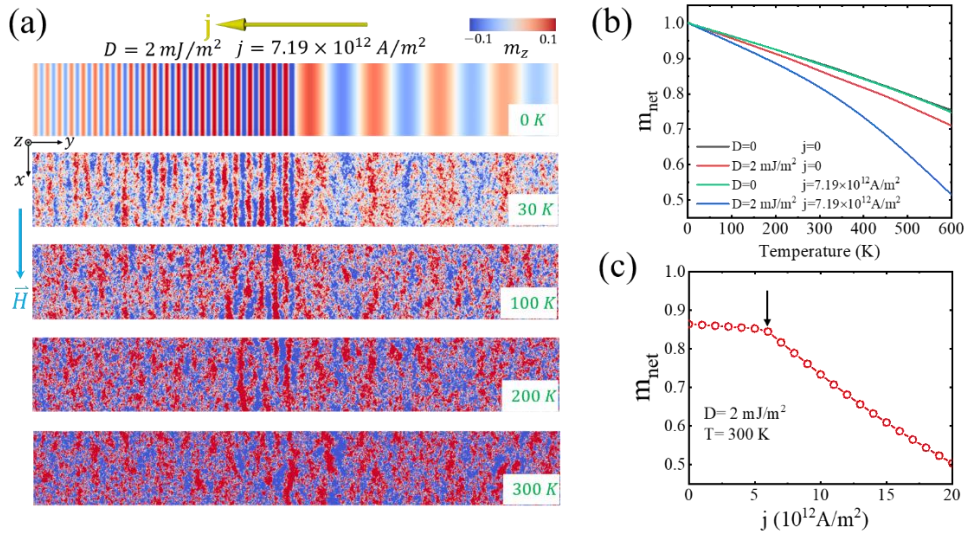 (a)
j
D = 2 mJ/m² j = 7.19 × 10¹² A/m²
−0.1 0.1
m_z
0 K
z y
x
30 K
H⃗
100 K
200 K
300 K
(b)
1.0
0.9
0.8
0.7
0.6
0.5
m_net
D=0 j=0
D=2 mJ/m² j=0
D=0 j=7.19×10¹²A/m²
D=2 mJ/m² j=7.19×10¹²A/m²
0 100 200 300 400 500 600
Temperature (K)
(c)
1.0
0.9
0.8
0.7
0.6
0.5
m_net
D= 2 mJ/m²
T= 300 K
0 5 10 15 20
j (10¹²A/m²)